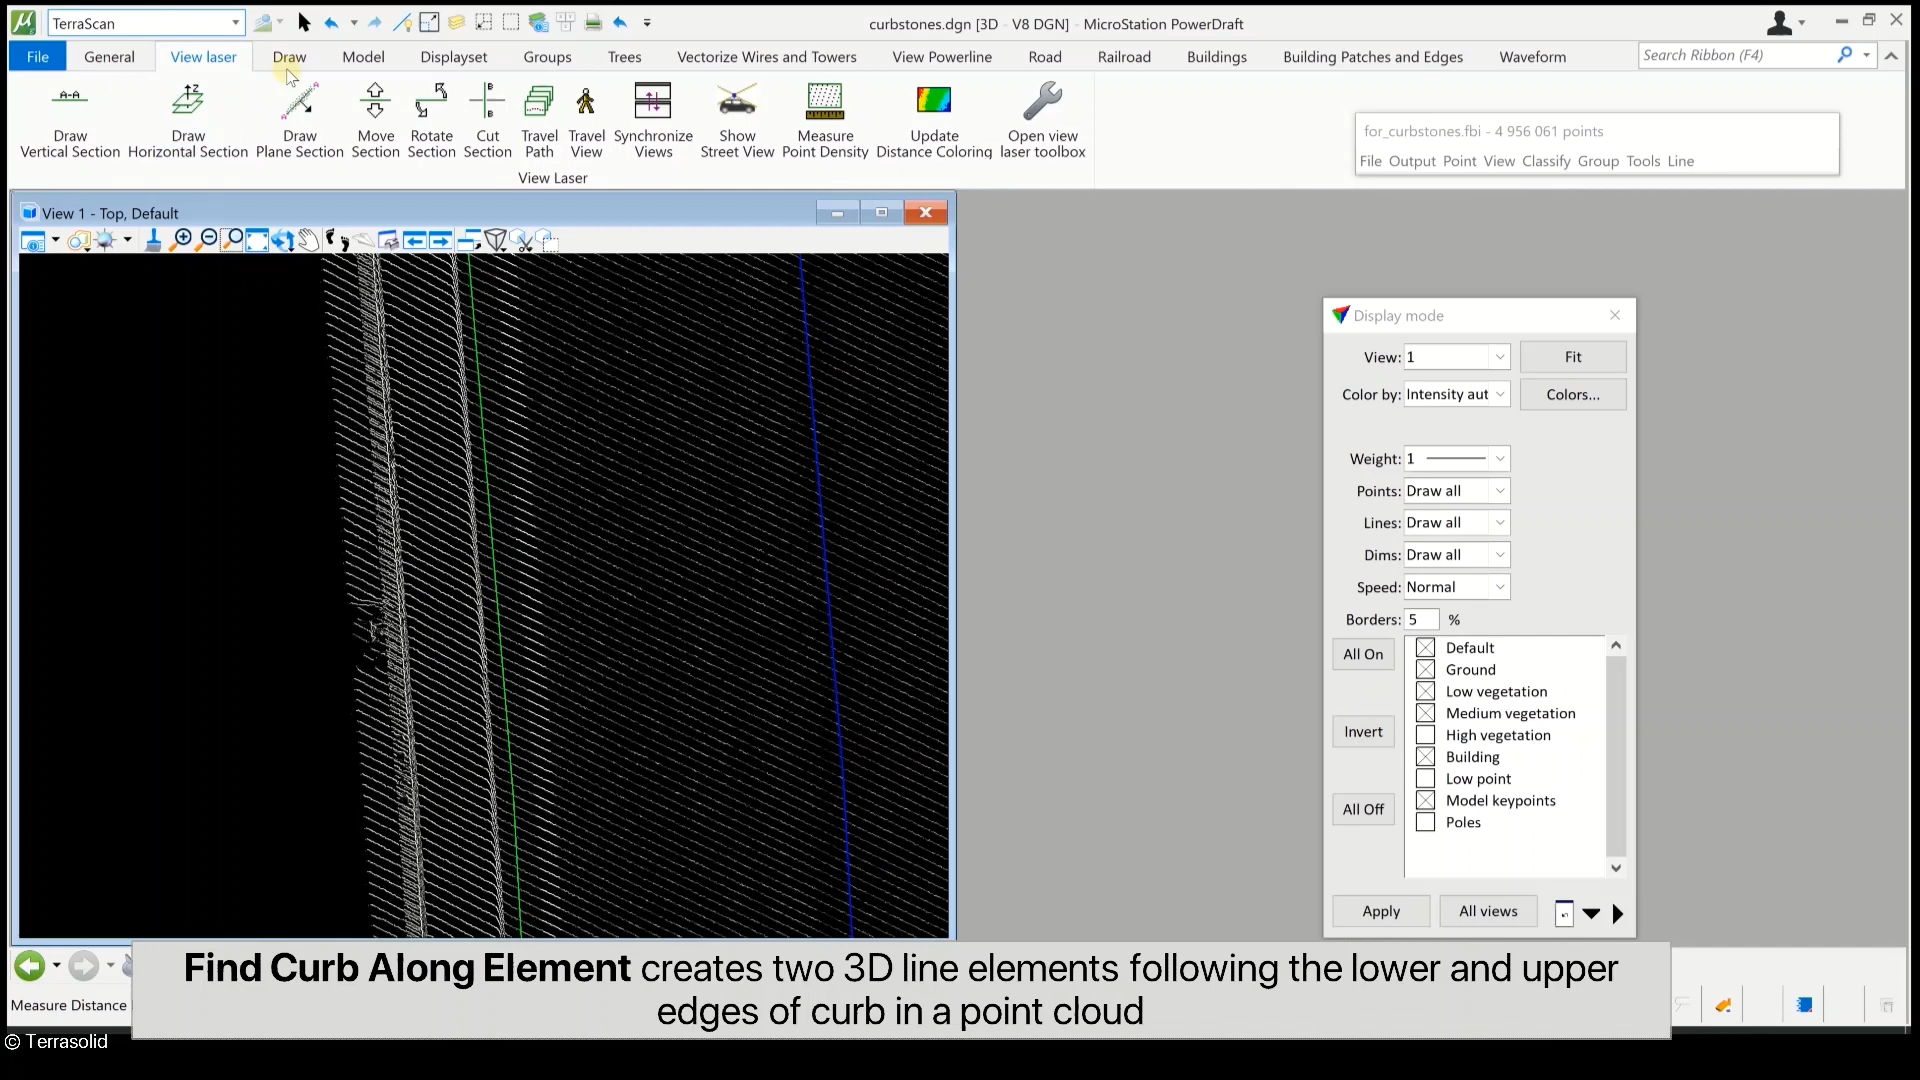 TerraScan
curbstones.dgn [3D - V8 DGN] - MicroStation PowerDraft
File General View laser Draw Model Displayset Groups Trees Vectorize Wires and Towers View Powerline Road Railroad Buildings Building Patches and Edges Waveform
Search Ribbon (F4)
Draw Vertical Section
Draw Horizontal Section
Draw Plane Section
Move Section
Rotate Section
Cut Section
Travel Path
Travel View
Synchronize Views
Show Street View
Measure Point Density
Update Distance Coloring
Open view laser toolbox
View Laser
for_curbstones.fbi - 4 956 061 points
File Output Point View Classify Group Tools Line
View 1 - Top, Default
Display mode
View: 1 Fit
Color by: Intensity aut Colors...
Weight: 1
Points: Draw all
Lines: Draw all
Dims: Draw all
Speed: Normal
Borders: 5 %
All On
Invert
All Off
Default
Ground
Low vegetation
Medium vegetation
High vegetation
Building
Low point
Model keypoints
Poles
Apply All views
Find Curb Along Element creates two 3D line elements following the lower and upper
edges of curb in a point cloud
Measure Distance
© Terrasolid